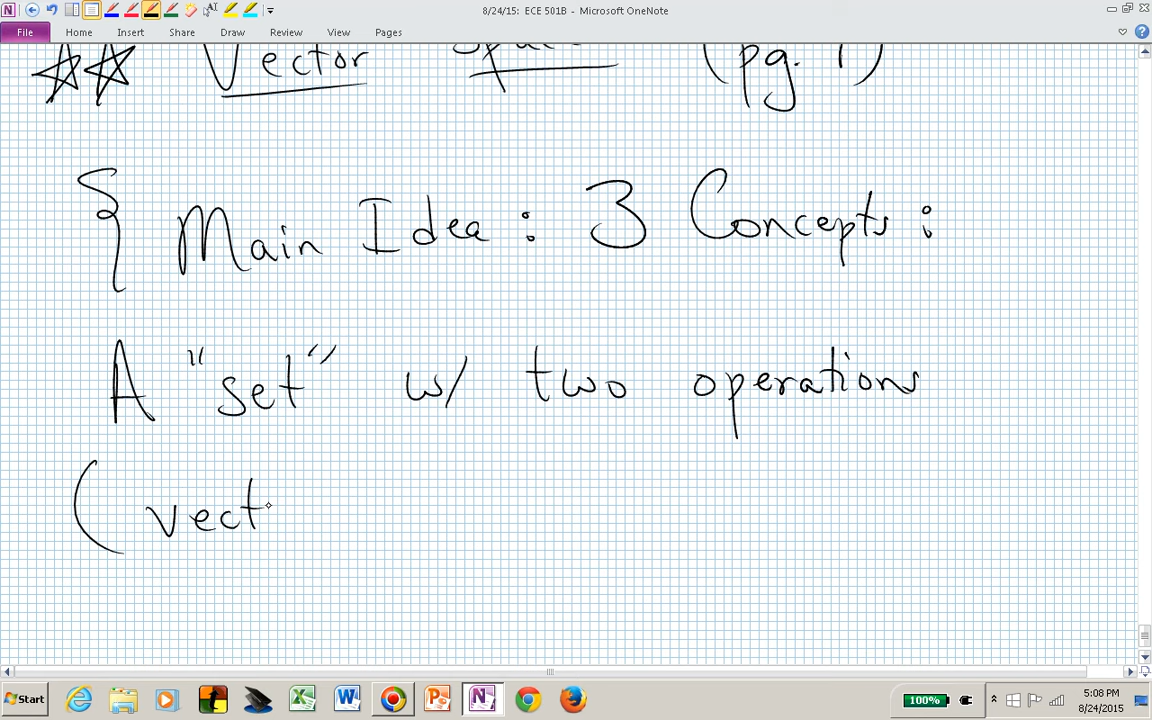 8/24/15: ECE 501B - Microsoft OneNote
File Home Insert Share Draw Review View Pages
Vector (pg. 1)
{ Main Idea : 3 Concepts :
A "set" w/ two operations
( vect
Start
100%
5:08 PM
8/24/2015